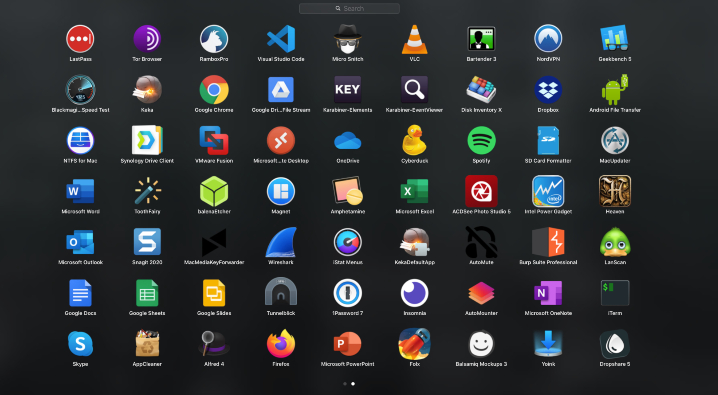 Search
LastPass
Tor Browser
RamboxPro
Visual Studio Code
Micro Snitch
VLC
Bartender 3
NordVPN
Geekbench 5
Blackmagi...Speed Test
Keka
Google Chrome
Google Dri...File Stream
KEY
Karabiner-Elements
Karabiner-EventViewer
Disk Inventory X
Dropbox
Android File Transfer
NTFS for Mac
Synology Drive Client
VMware Fusion
Microsoft...te Desktop
OneDrive
Cyberduck
Spotify
SD Card Formatter
MacUpdater
Microsoft Word
ToothFairy
balenaEtcher
Magnet
Amphetamine
Microsoft Excel
ACDSee Photo Studio 5
Intel Power Gadget
Heaven
Microsoft Outlook
Snagit 2020
MacMediaKeyForwarder
Wireshark
iStat Menus
KekaDefaultApp
AutoMute
Burp Suite Professional
LanScan
Google Docs
Google Sheets
Google Slides
Tunnelblick
1Password 7
Insomnia
AutoMounter
Microsoft OneNote
iTerm
Skype
AppCleaner
Alfred 4
Firefox
Microsoft PowerPoint
Folx
Balsamiq Mockups 3
Yoink
Dropshare 5